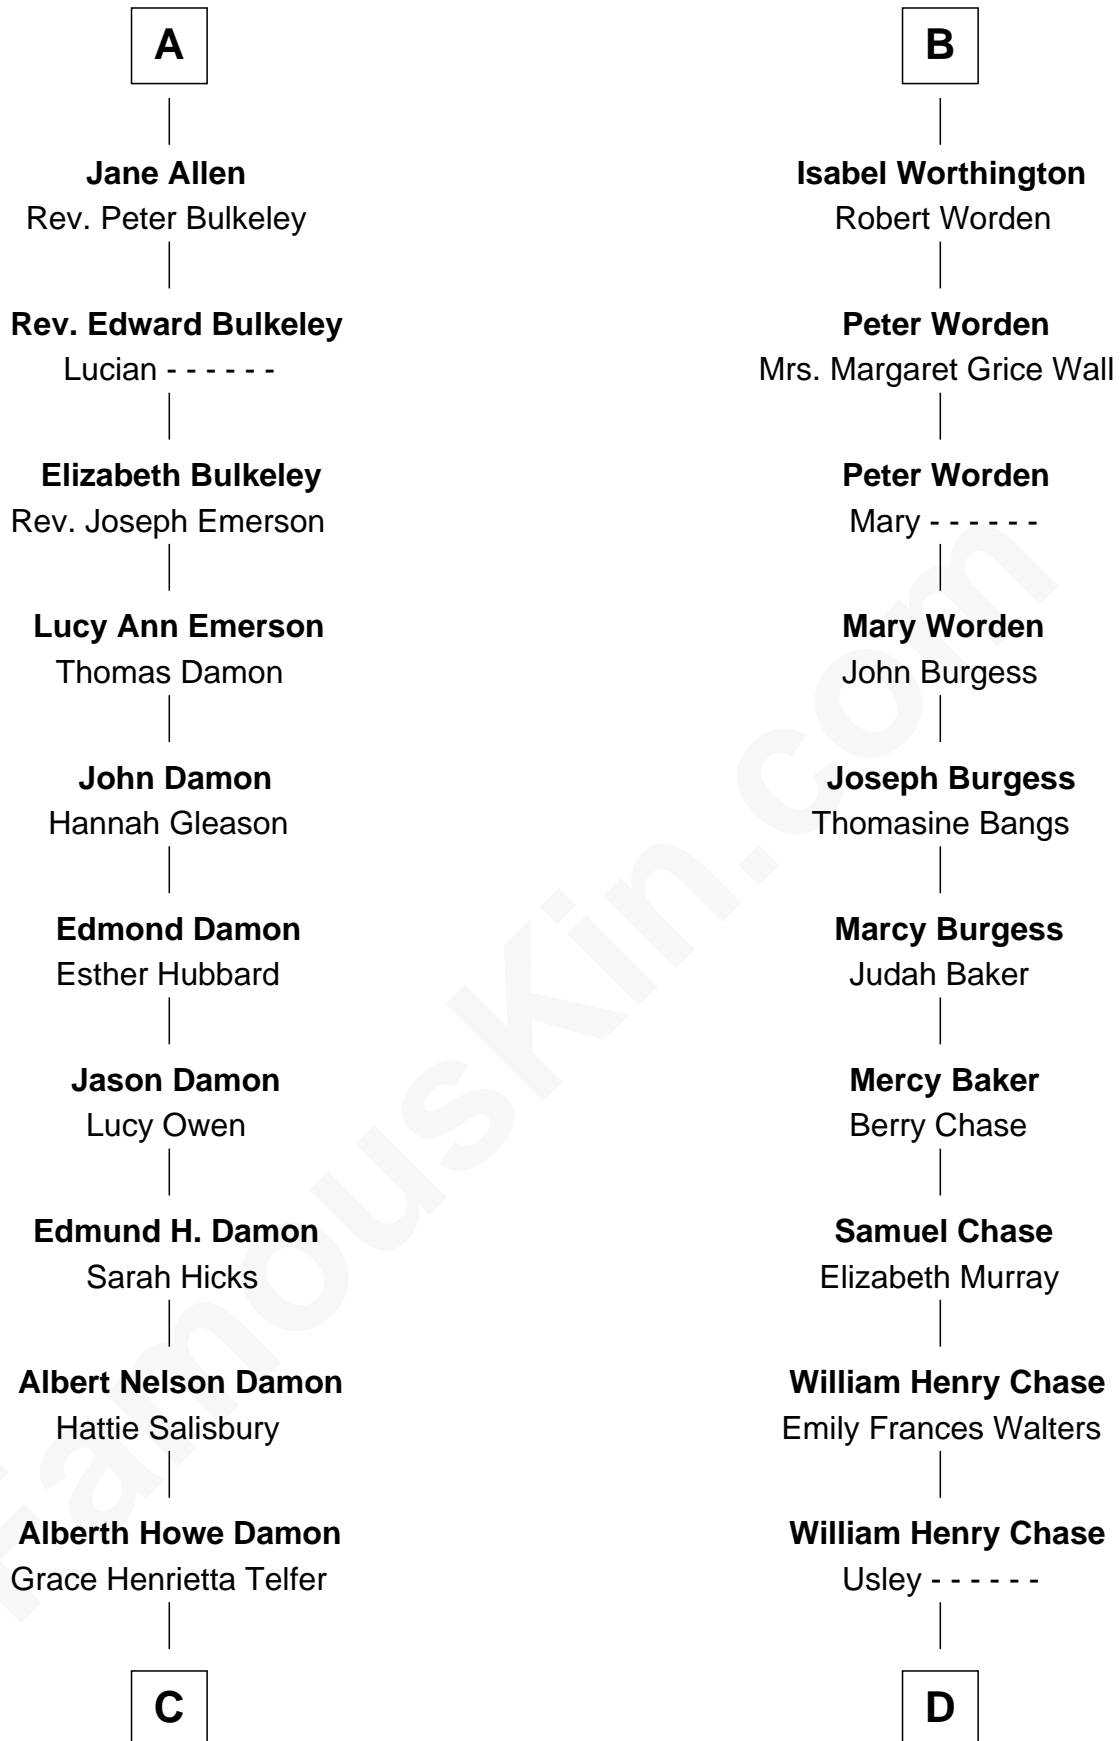 A
Jane Allen
Rev. Peter Bulkeley
Rev. Edward Bulkeley
Lucian - - - - - -
Elizabeth Bulkeley
Rev. Joseph Emerson
Lucy Ann Emerson
Thomas Damon
John Damon
Hannah Gleason
Edmond Damon
Esther Hubbard
Jason Damon
Lucy Owen
Edmund H. Damon
Sarah Hicks
Albert Nelson Damon
Hattie Salisbury
Alberth Howe Damon
Grace Henrietta Telfer
C
B
Isabel Worthington
Robert Worden
Peter Worden
Mrs. Margaret Grice Wall
Peter Worden
Mary - - - - - -
Mary Worden
John Burgess
Joseph Burgess
Thomasine Bangs
Marcy Burgess
Judah Baker
Mercy Baker
Berry Chase
Samuel Chase
Elizabeth Murray
William Henry Chase
Emily Frances Walters
William Henry Chase
Usley - - - - - -
D
FamousKin.com